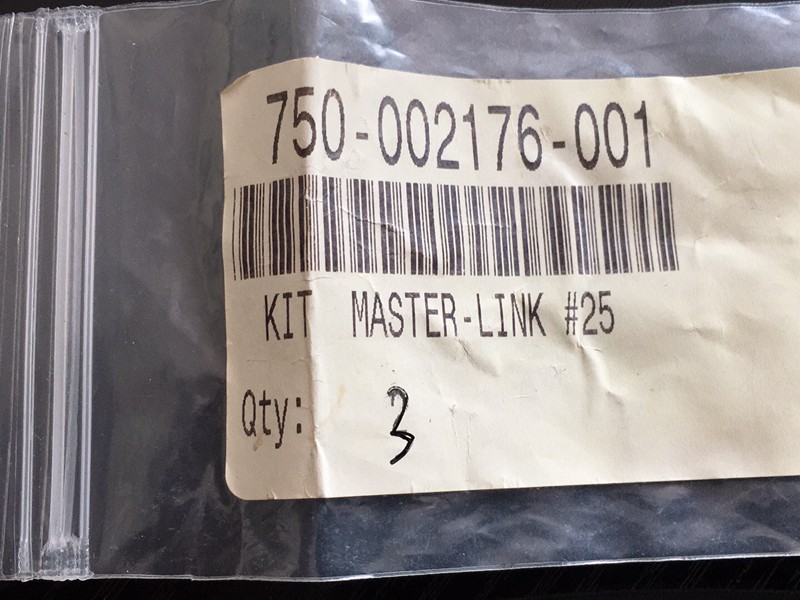 750-002176-001
KIT MASTER-LINK #25
Qty: 3